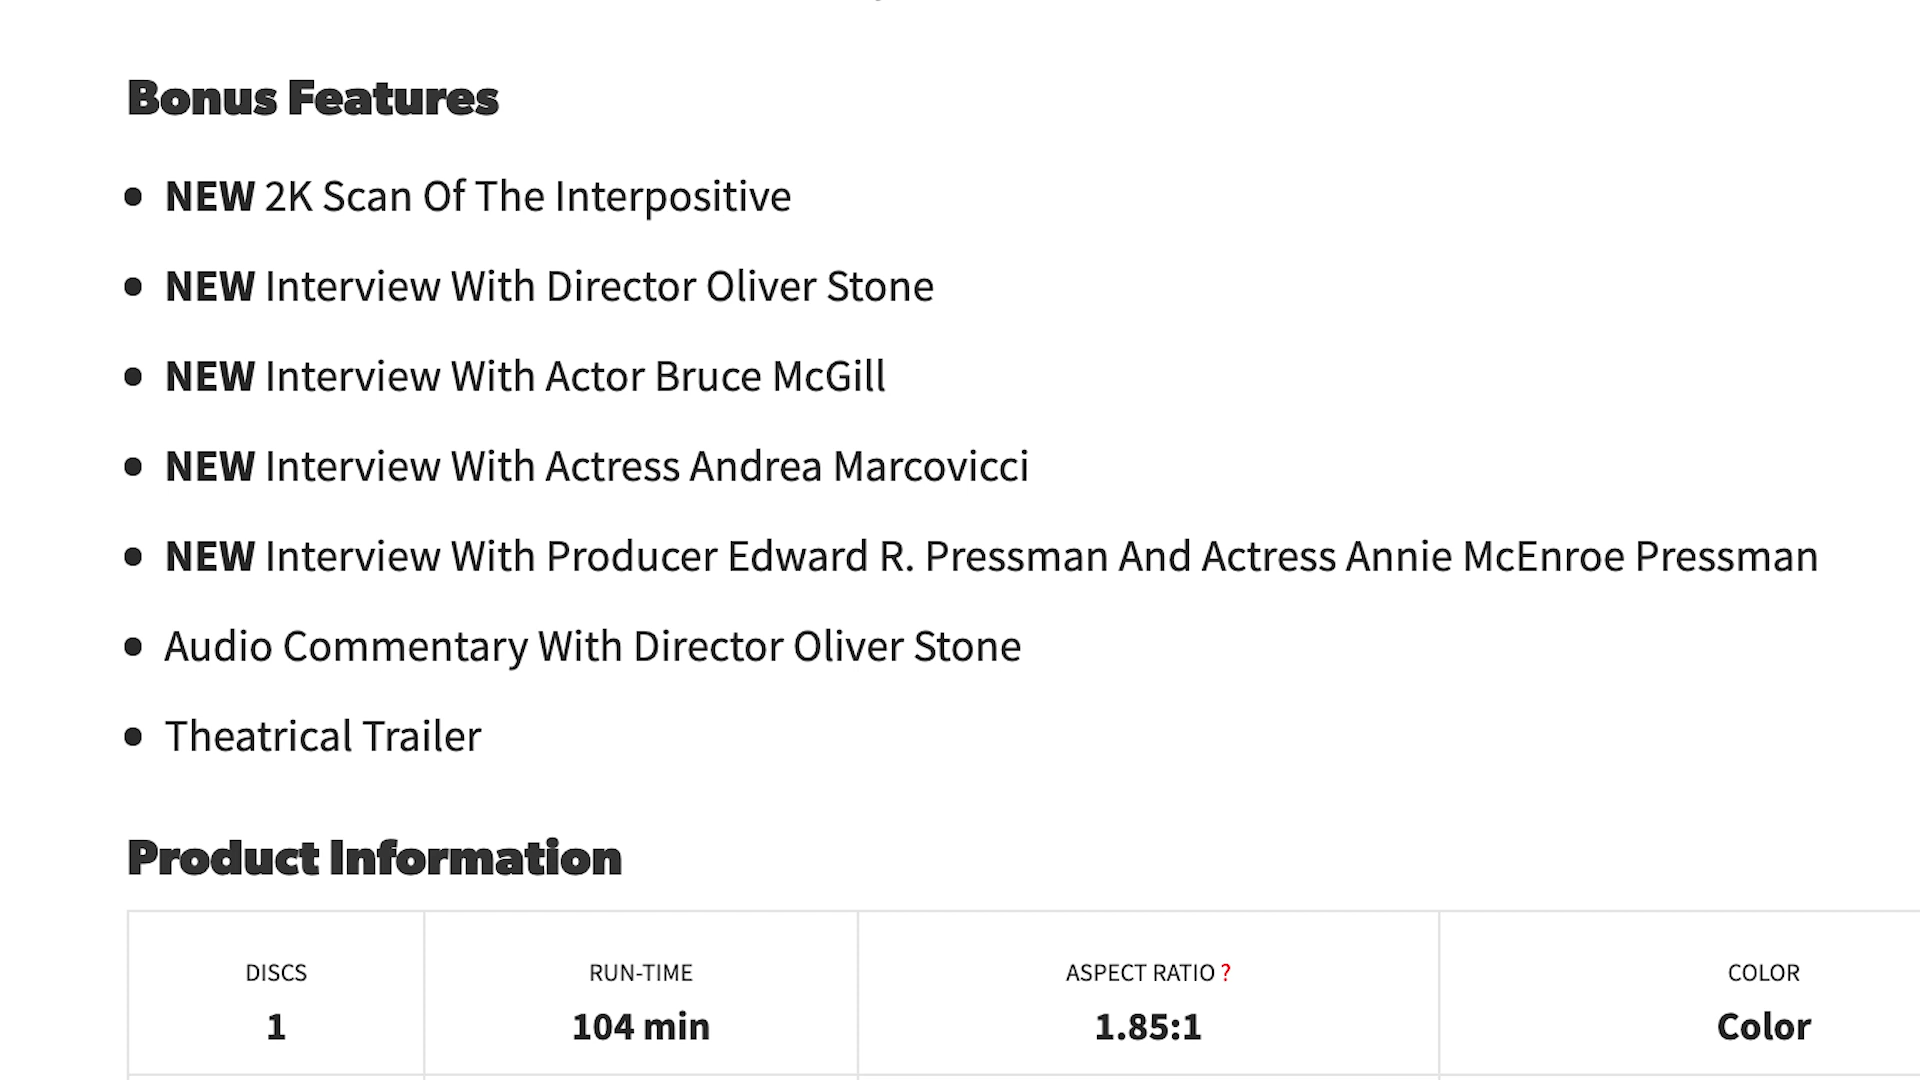 Bonus Features
NEW 2K Scan Of The Interpositive
NEW Interview With Director Oliver Stone
NEW Interview With Actor Bruce McGill
NEW Interview With Actress Andrea Marcovicci
NEW Interview With Producer Edward R. Pressman And Actress Annie McEnroe Pressman
Audio Commentary With Director Oliver Stone
Theatrical Trailer
Product Information
DISCS RUN-TIME ASPECT RATIO ? COLOR
1 104 min 1.85:1 Color